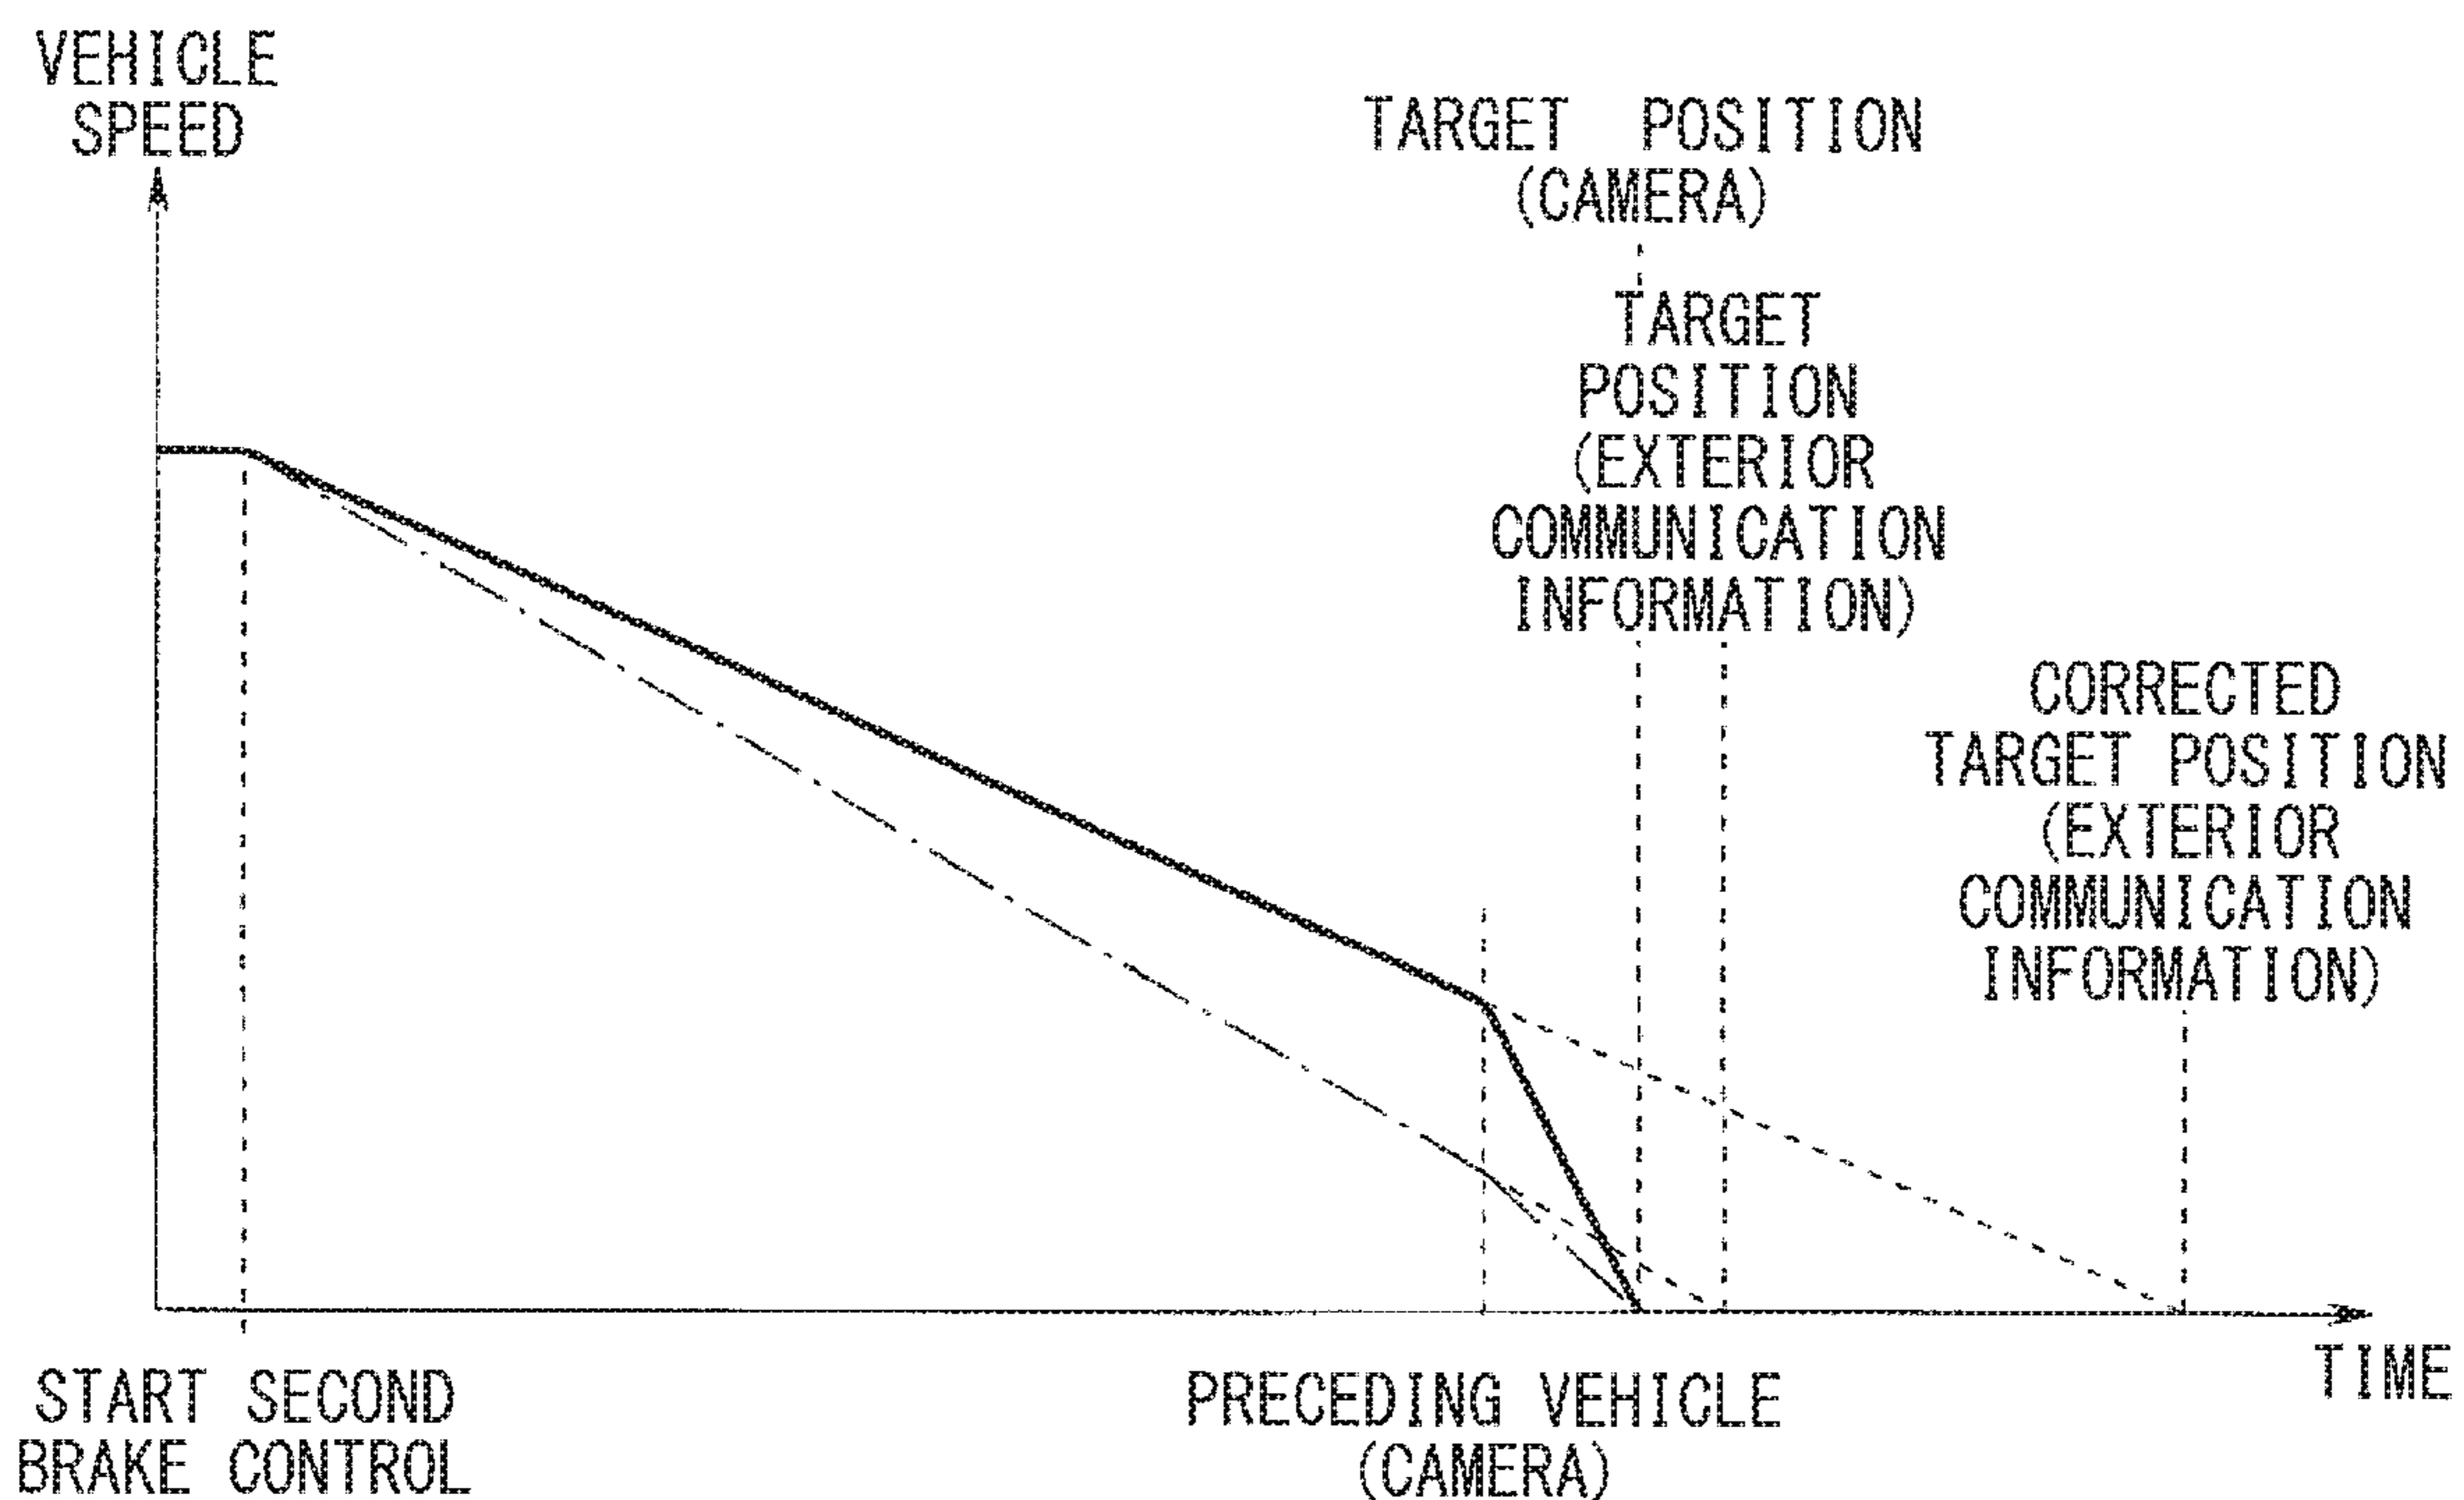 VEHICLE
SPEED
TARGET POSITION
(CAMERA)
TARGET
POSITION
(EXTERIOR
COMMUNICATION
INFORMATION)
CORRECTED
TARGET POSITION
(EXTERIOR
COMMUNICATION
INFORMATION)
TIME
START SECOND
BRAKE CONTROL
PRECEDING VEHICLE
(CAMERA)